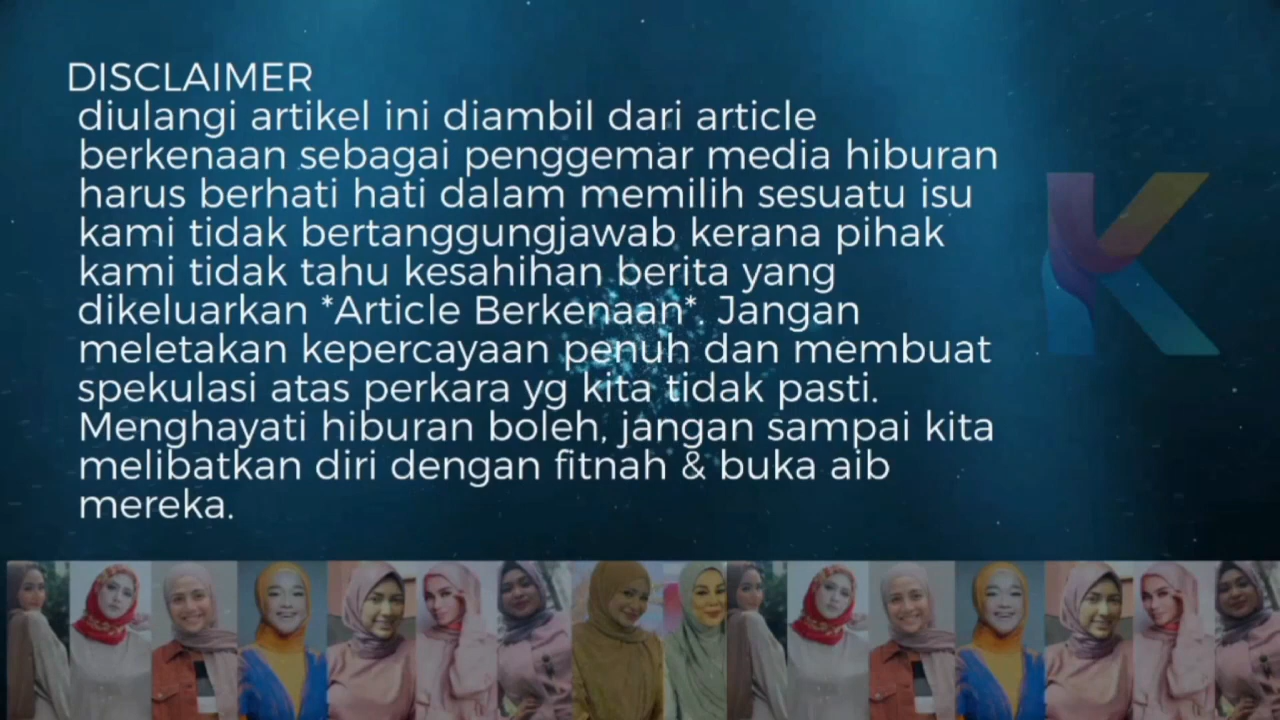 DISCLAIMER
diulangi artikel ini diambil dari article
berkenaan sebagai penggemar media hiburan
harus berhati hati dalam memilih sesuatu isu
kami tidak bertanggungjawab kerana pihak
kami tidak tahu kesahihan berita yang
dikeluarkan *Article Berkenaan* Jangan
meletakan kepercayaan penuh dan membuat
spekulasi atas perkara yg kita tidak pasti.
Menghayati hiburan boleh, jangan sampai kita
melibatkan diri dengan fitnah & buka aib
mereka.
K